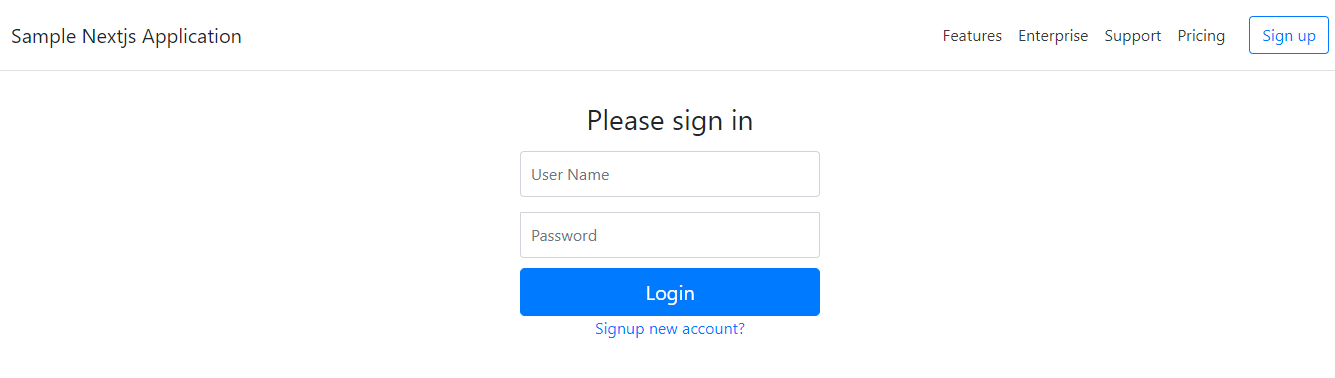 Sample Nextjs Application Features Enterprise Support Pricing Sign up
Please sign in
User Name
Password
Login
Signup new account?